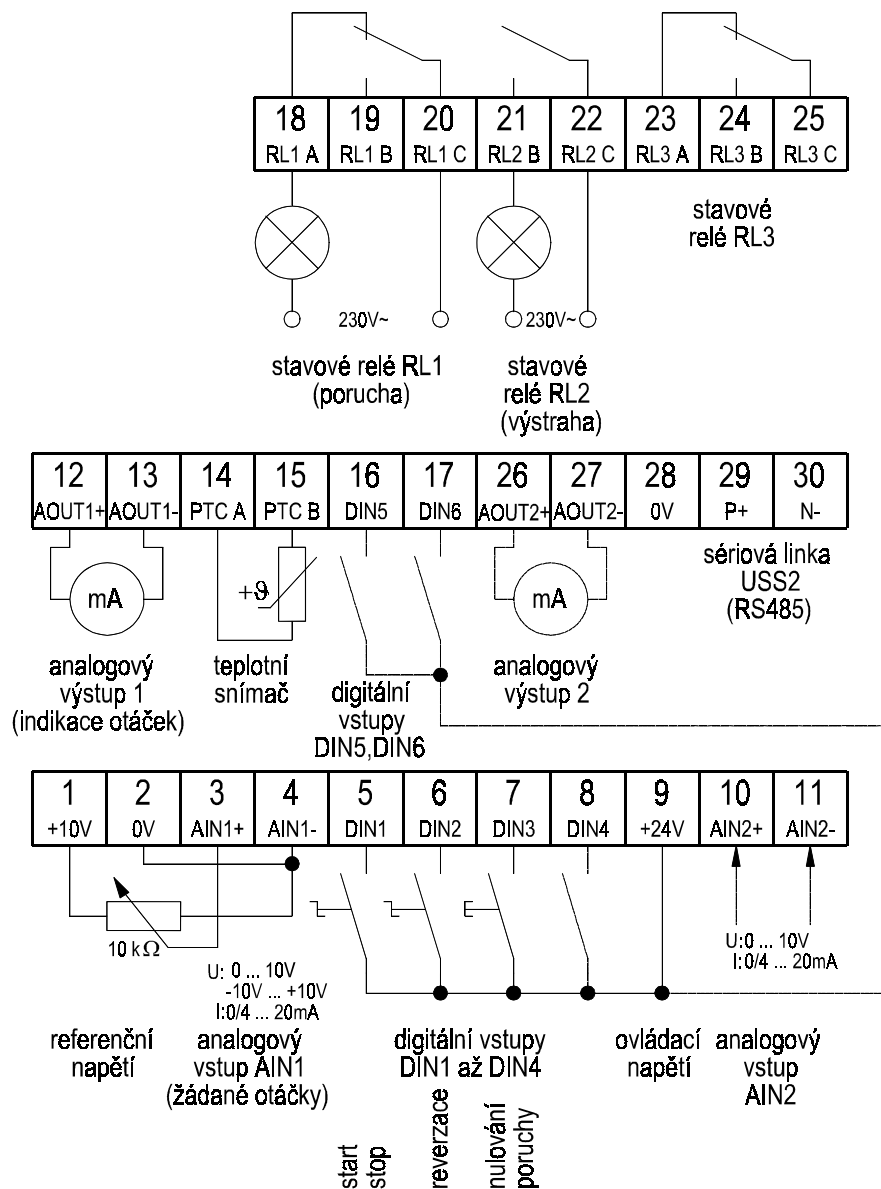 18 19 20 21 22 23 24 25
RL1 A RL1 B RL1 C RL2 B RL2 C RL3 A RL3 B RL3 C
stavové
relé RL3
230V~ 230V~
stavové relé RL1
(porucha)
stavové
relé RL2
(výstraha)
12 13 14 15 16 17 26 27 28 29 30
AOUT1+ AOUT1- PTC A PTC B DIN5 DIN6 AOUT2+ AOUT2- 0V P+ N-
mA +ϑ mA
sériová linka
USS2
(RS485)
analogový
výstup 1
(indikace otáček)
teplotní
snímač
digitální
vstupy
DIN5,DIN6
analogový
výstup 2
1 2 3 4 5 6 7 8 9 10 11
+10V 0V AIN1+ AIN1- DIN1 DIN2 DIN3 DIN4 +24V AIN2+ AIN2-
10 kΩ
U: 0 ... 10V
-10V ... +10V
I:0/4 ... 20mA
U:0 ... 10V
I:0/4 ... 20mA
referenční
napětí
analogový
vstup AIN1
(žádané otáčky)
digitální vstupy
DIN1 až DIN4
ovládací
napětí
analogový
vstup
AIN2
start
stop
reverzace
nulování
poruchy